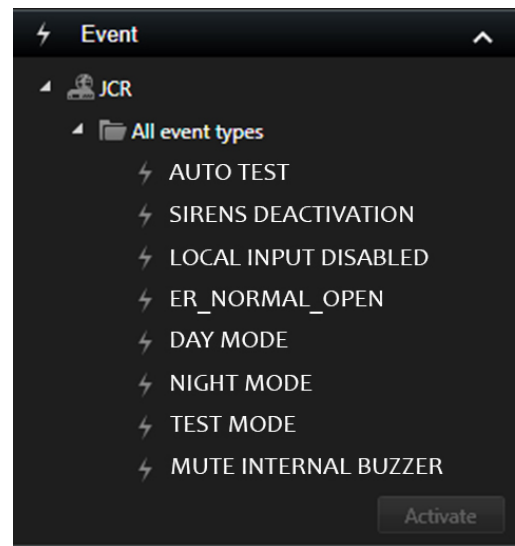 Event
JCR
All event types
AUTO TEST
SIRENS DEACTIVATION
LOCAL INPUT DISABLED
ER_NORMAL_OPEN
DAY MODE
NIGHT MODE
TEST MODE
MUTE INTERNAL BUZZER
Activate